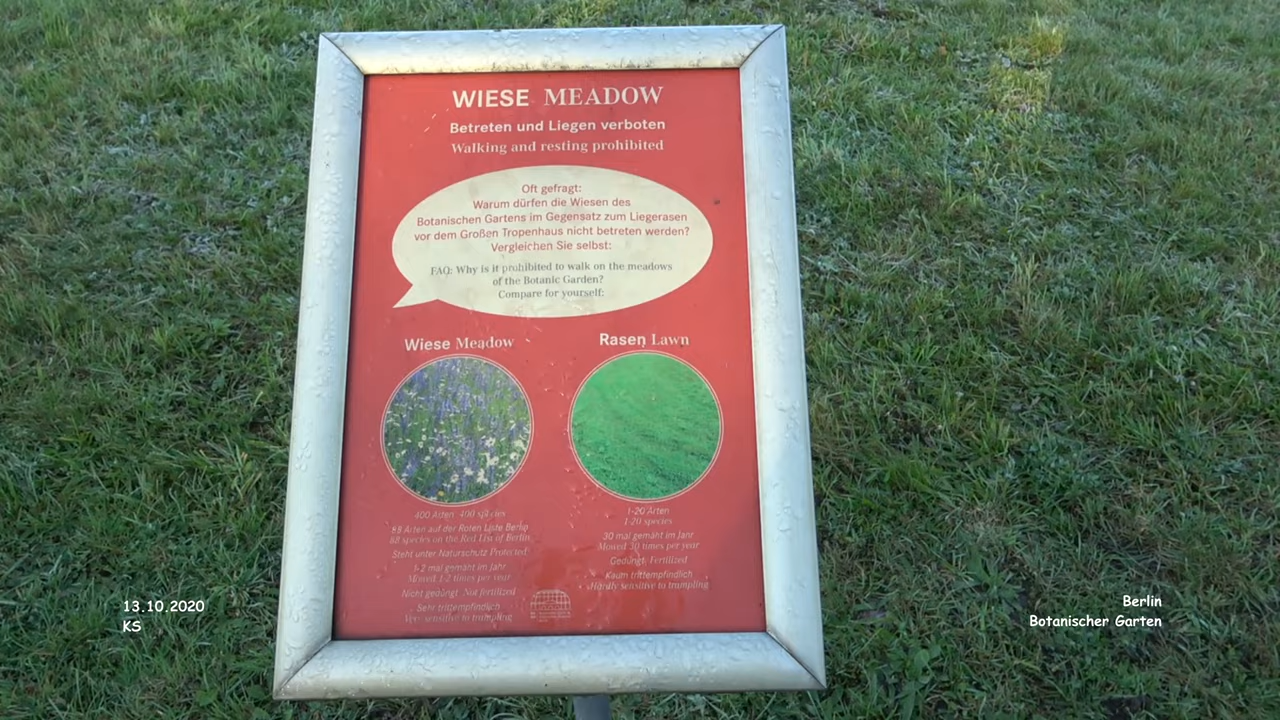 WIESE MEADOW
Betreten und Liegen verboten
Walking and resting prohibited
Oft gefragt:
Warum dürfen die Wiesen des
Botanischen Gartens im Gegensatz zum Liegerasen
vor dem Großen Tropenhaus nicht betreten werden?
Vergleichen Sie selbst:
FAQ: Why is it prohibited to walk on the meadows
of the Botanic Garden?
Compare for yourself:
Wiese Meadow
400 Arten 400 species
88 Arten auf der Roten Liste Berlin
88 species on the Red List of Berlin
Steht unter Naturschutz Protected
1-2 mal gemäht im Jahr
Mowed 1-2 times per year
Nicht gedüngt Not fertilized
Sehr trittempfindlich
Very sensitive to trampling
Rasen Lawn
1-20 Arten
1-20 species
30 mal gemäht im Jahr
Mowed 30 times per year
Gedüngt Fertilized
Kaum trittempfindlich
Hardly sensitive to trampling
13.10.2020
KS
Berlin
Botanischer Garten